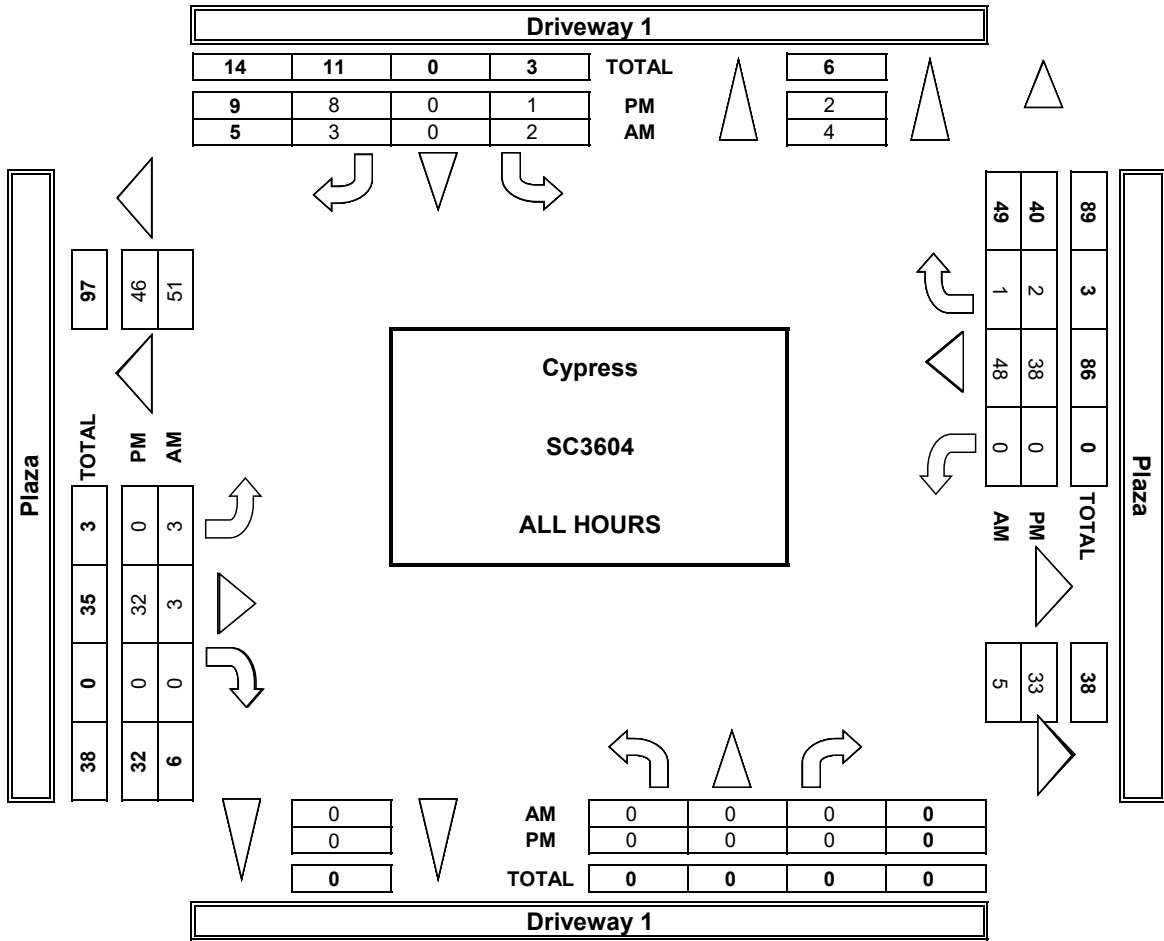 Driveway 1
14 11 0 3 TOTAL 6
9 8 0 1 PM 2
5 3 0 2 AM 4
Plaza
97 46 51
TOTAL PM AM
3 0 3
35 32 3
0 0 0
38 32 6
Cypress
SC3604
ALL HOURS
49 40 89
1 2 3
48 38 86
0 0 0
AM PM TOTAL
5 33 38
Plaza
0 AM 0 0 0 0
0 PM 0 0 0 0
0 TOTAL 0 0 0 0
Driveway 1